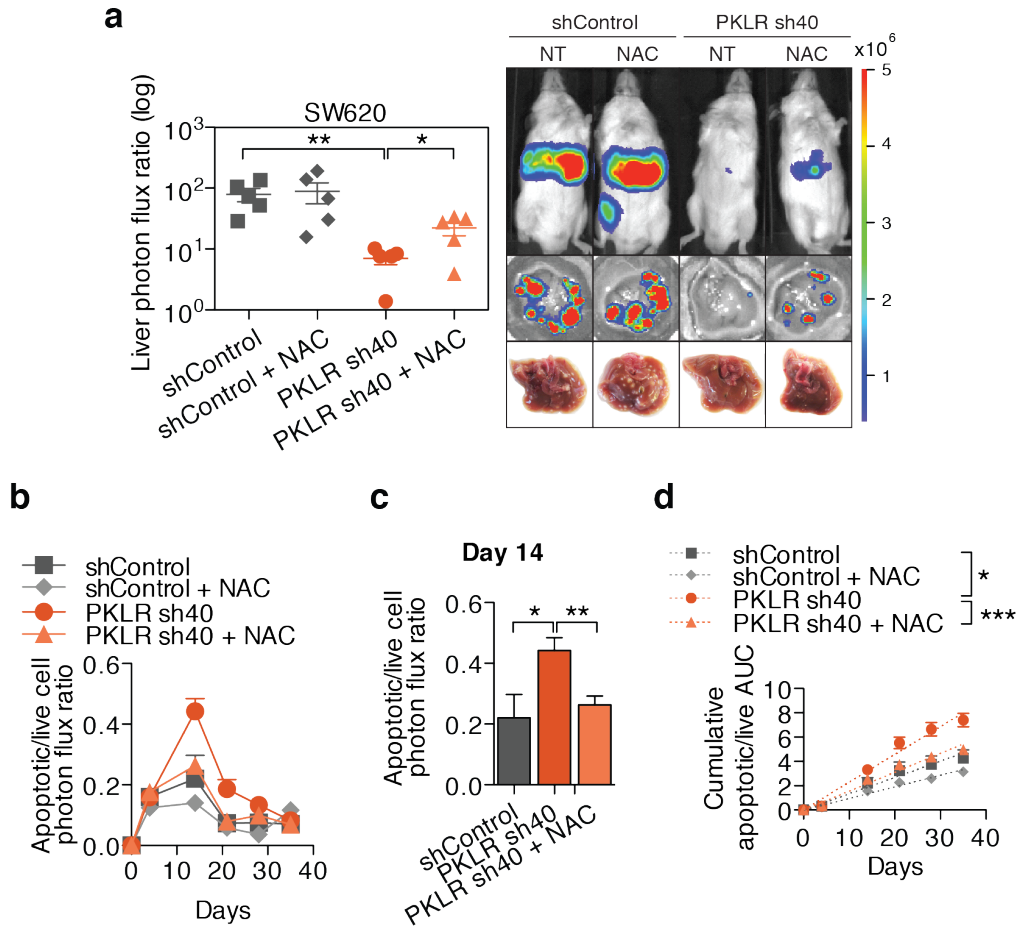 a
shControl PKLR sh40
NT NAC NT NAC
x10^6
SW620
** *
Liver photon flux ratio (log)
10^3
10^2
10^1
10^0
shControl
shControl + NAC
PKLR sh40
PKLR sh40 + NAC
5
4
3
2
1
b
shControl
shControl + NAC
PKLR sh40
PKLR sh40 + NAC
Apoptotic/live cell
photon flux ratio
0.6
0.4
0.2
0.0
0 10 20 30 40
Days
c
Day 14
* **
Apoptotic/live cell
photon flux ratio
0.6
0.4
0.2
0.0
shControl
PKLR sh40
PKLR sh40 + NAC
d
shControl
shControl + NAC
*
PKLR sh40
PKLR sh40 + NAC
***
Cumulative
apoptotic/live AUC
10
8
6
4
2
0
0 10 20 30 40
Days